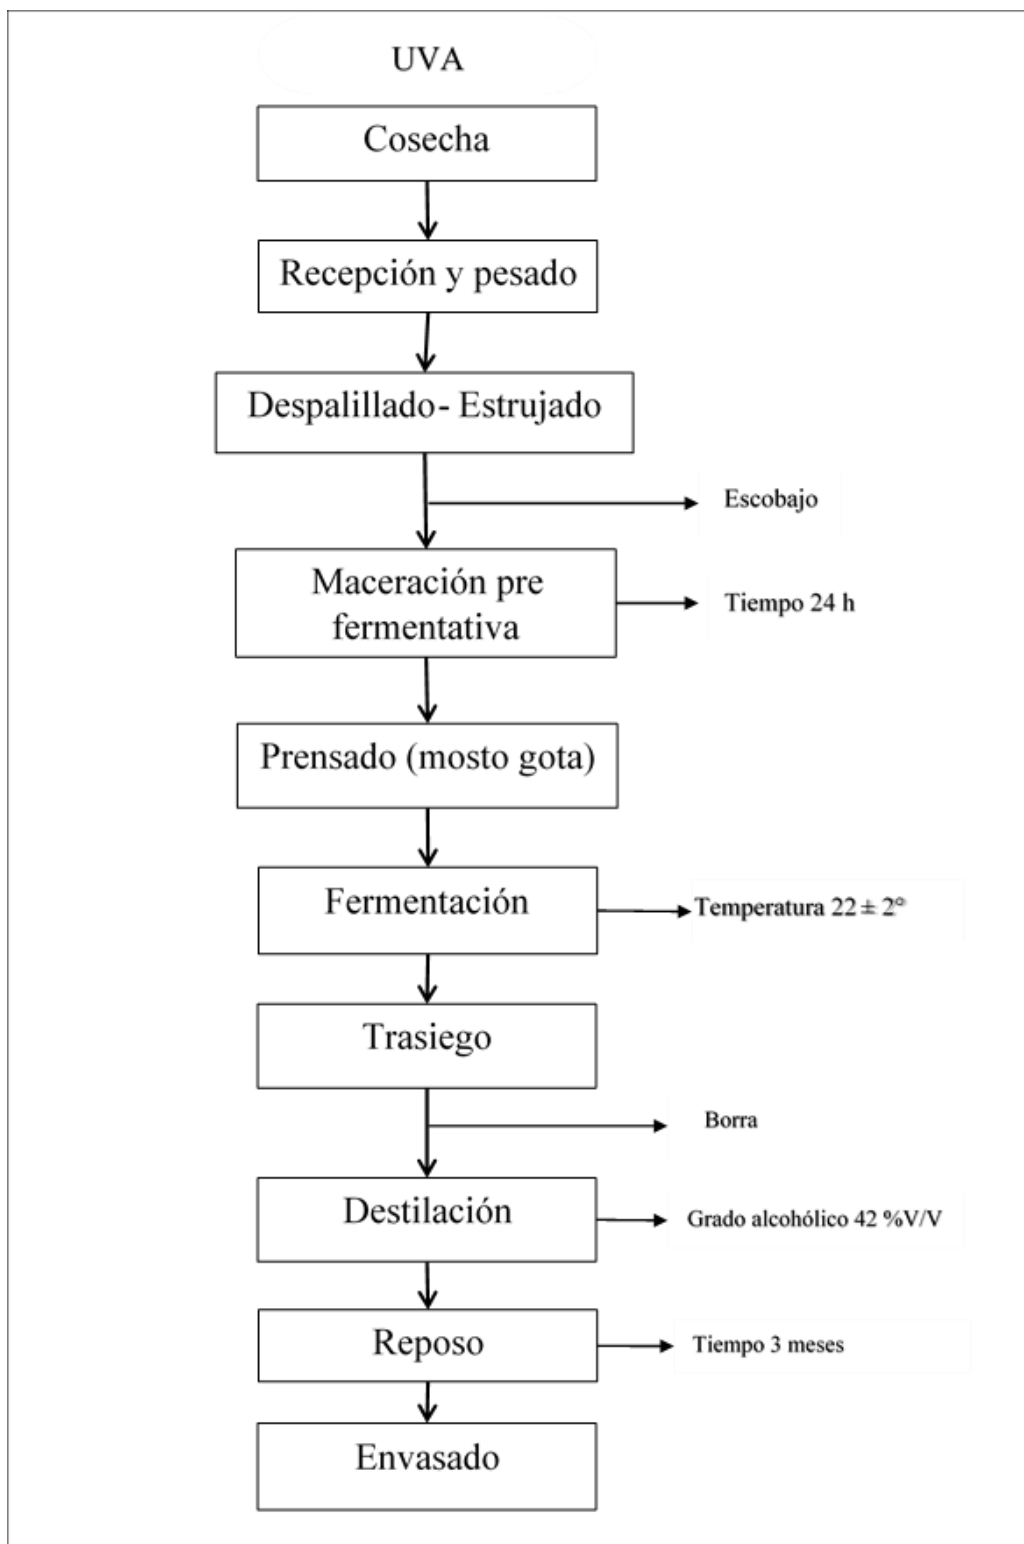 UVA
Cosecha
Recepción y pesado
Despalillado- Estrujado
Escobajo
Maceración pre
fermentativa
Tiempo 24 h
Prensado (mosto gota)
Fermentación
Temperatura 22 ± 2°
Trasiego
Borra
Destilación
Grado alcohólico 42 %V/V
Reposo
Tiempo 3 meses
Envasado